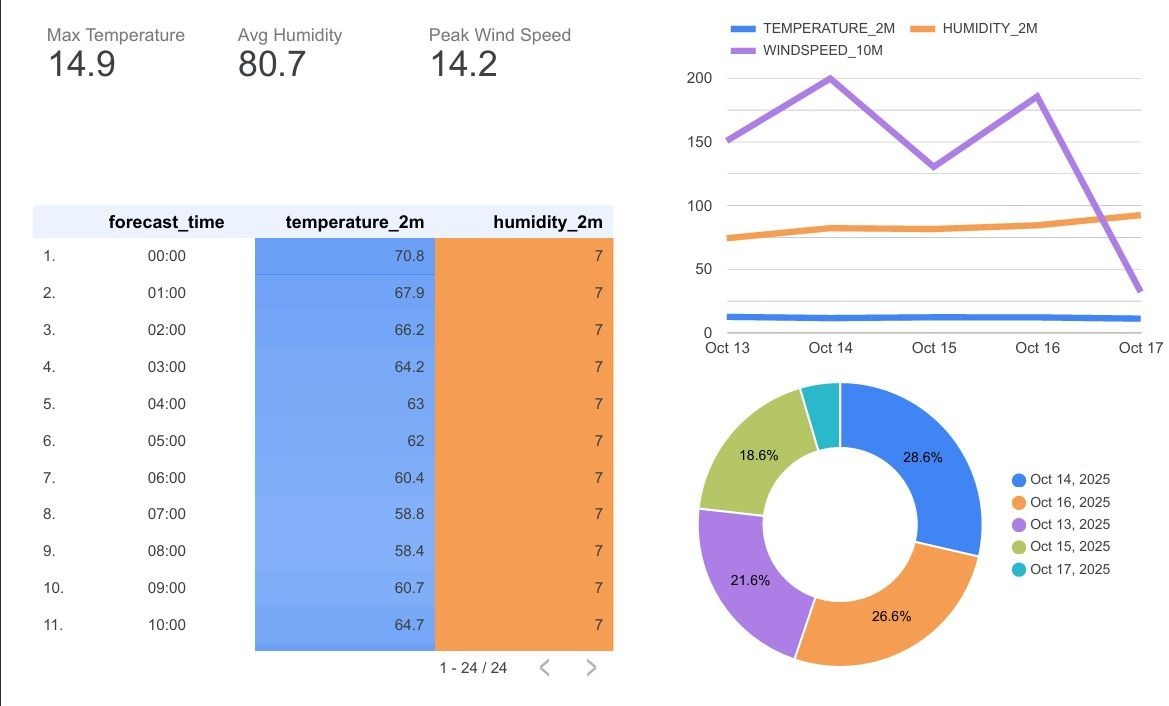 Max Temperature
14.9
Avg Humidity
80.7
Peak Wind Speed
14.2
forecast_time temperature_2m humidity_2m
1. 00:00 70.8 7
2. 01:00 67.9 7
3. 02:00 66.2 7
4. 03:00 64.2 7
5. 04:00 63 7
6. 05:00 62 7
7. 06:00 60.4 7
8. 07:00 58.8 7
9. 08:00 58.4 7
10. 09:00 60.7 7
11. 10:00 64.7 7
1 - 24 / 24
TEMPERATURE_2M HUMIDITY_2M
WINDSPEED_10M
200
150
100
50
0
Oct 13 Oct 14 Oct 15 Oct 16 Oct 17
18.6% 28.6%
21.6% 26.6%
Oct 14, 2025
Oct 16, 2025
Oct 13, 2025
Oct 15, 2025
Oct 17, 2025